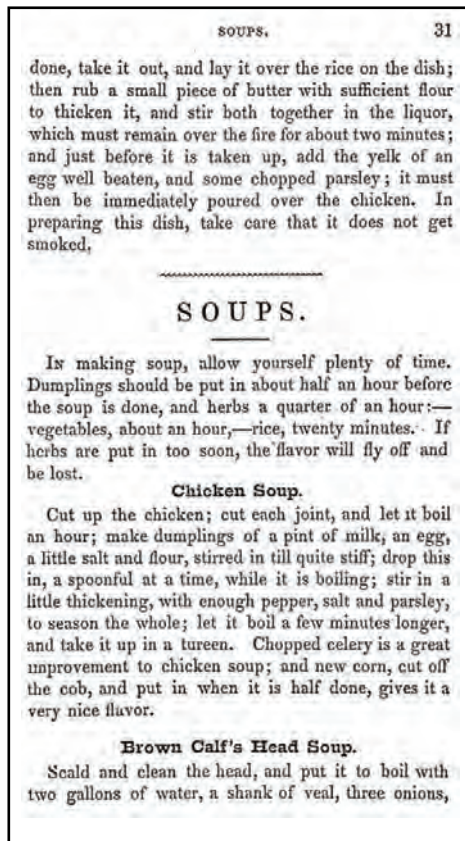 SOUPS. 31
done, take it out, and lay it over the rice on the dish;
then rub a small piece of butter with sufficient flour
to thicken it, and stir both together in the liquor,
which must remain over the fire for about two minutes;
and just before it is taken up, add the yelk of an
egg well beaten, and some chopped parsley; it must
then be immediately poured over the chicken. In
preparing this dish, take care that it does not get
smoked,
SOUPS.
IN making soup, allow yourself plenty of time.
Dumplings should be put in about half an hour before
the soup is done, and herbs a quarter of an hour:—
vegetables, about an hour,—rice, twenty minutes. If
herbs are put in too soon, the flavor will fly off and
be lost.
Chicken Soup.
Cut up the chicken; cut each joint, and let it boil
an hour; make dumplings of a pint of milk, an egg,
a little salt and flour, stirred in till quite stiff; drop this
in, a spoonful at a time, while it is boiling; stir in a
little thickening, with enough pepper, salt and parsley,
to season the whole; let it boil a few minutes longer,
and take it up in a tureen. Chopped celery is a great
improvement to chicken soup; and new corn, cut off
the cob, and put in when it is half done, gives it a
very nice flavor.
Brown Calf's Head Soup.
Scald and clean the head, and put it to boil with
two gallons of water, a shank of veal, three onions,